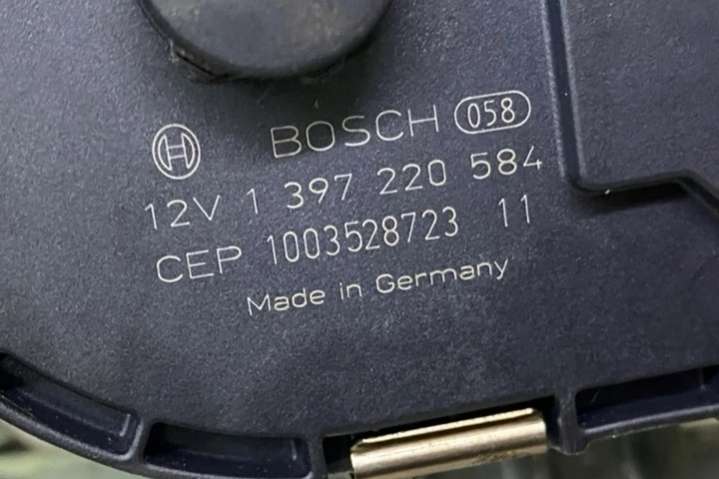 BOSCH 058
12V 1 397 220 584
CEP 1003528723 11
Made in Germany